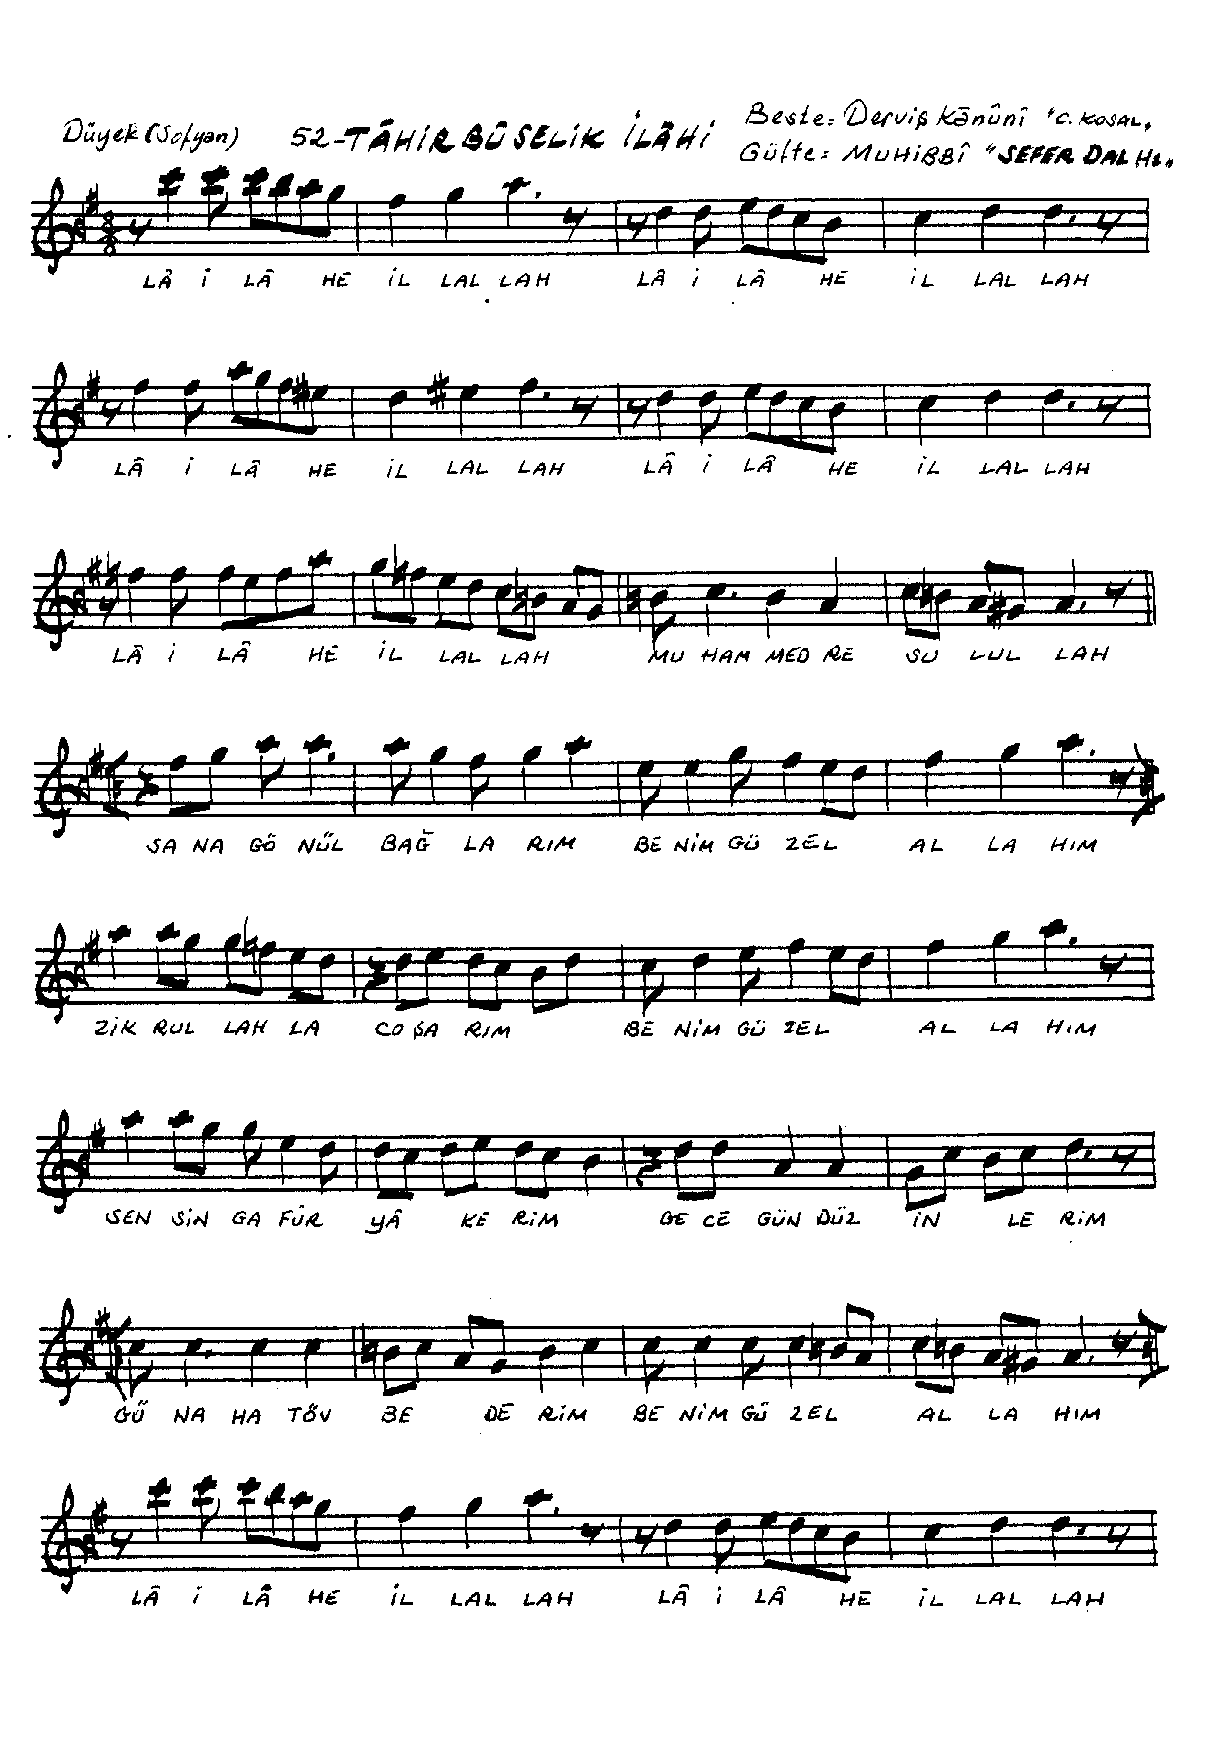 Düyek (Sofyan) 52-TÂHİR BÛSELİK İLÂHİ
Beste: Derviş Kânûnî "C. KOSAL"
Güfte: MUHİBBÎ "SEFER DAL Hz."
LÂ İ LÂ HE İL LAL LAH LÂ İ LÂ HE İL LAL LAH
LÂ İ LÂ HE İL LAL LAH LÂ İ LÂ HE İL LAL LAH
LÂ İ LÂ HE İL LAL LAH MU HAM MED RE SU LUL LAH
SA NA GÖ NÜL BAĞ LA RIM BE NİM GÜ ZEL AL LA HIM
ZİK RUL LAH LA CO ŞA RIM BE NİM GÜ ZEL AL LA HIM
SEN SİN GA FÛR YÂ KE RİM GE CE GÜN DÜZ İN LE RİM
GÜ NA HA TÖV BE DE RİM BE NİM GÜ ZEL AL LA HIM
LÂ İ LÂ HE İL LAL LAH LÂ İ LÂ HE İL LAL LAH